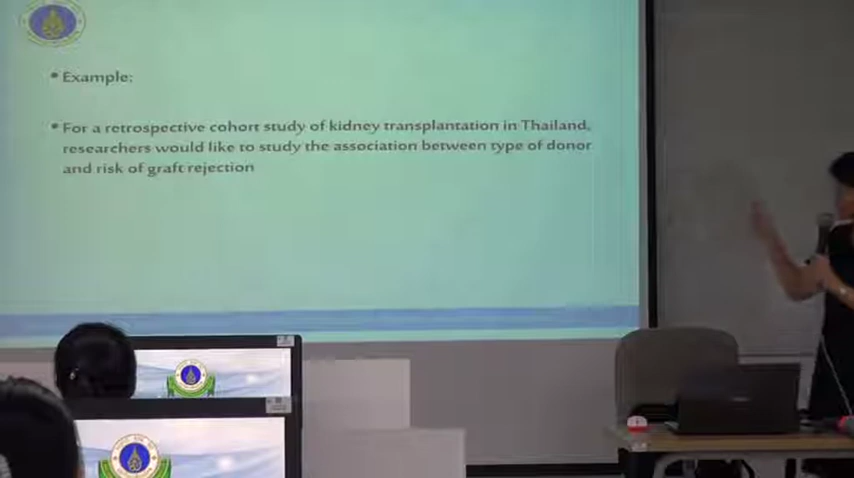 • Example:
• For a retrospective cohort study of kidney transplantation in Thailand,
researchers would like to study the association between type of donor
and risk of graft rejection